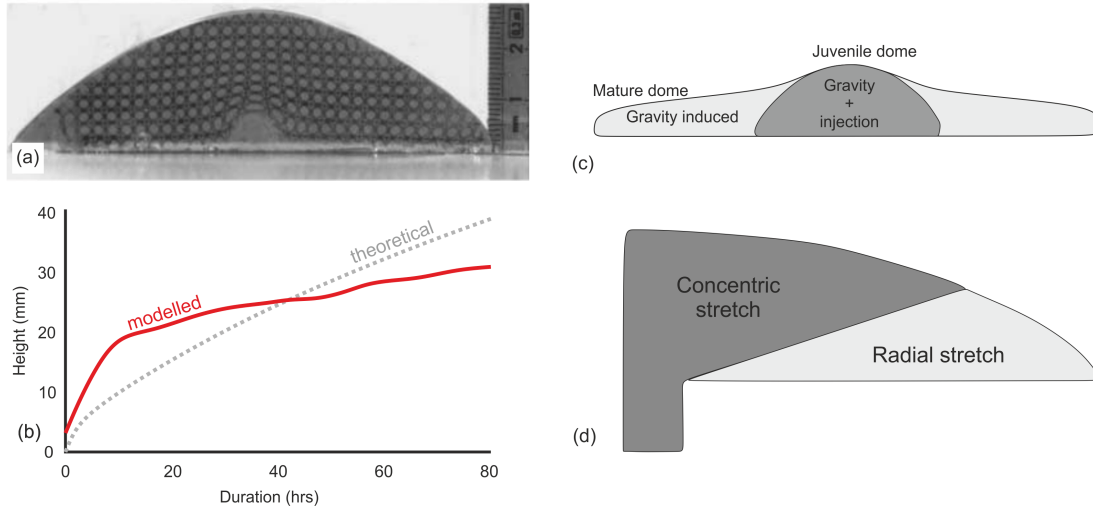 (a)
2
1
Juvenile dome
Mature dome
Gravity
+
injection
Gravity induced
(c)
40
30
20
10
0
Height (mm)
modelled
theoretical
(b)
0
20
40
60
80
Duration (hrs)
Concentric
stretch
Radial stretch
(d)